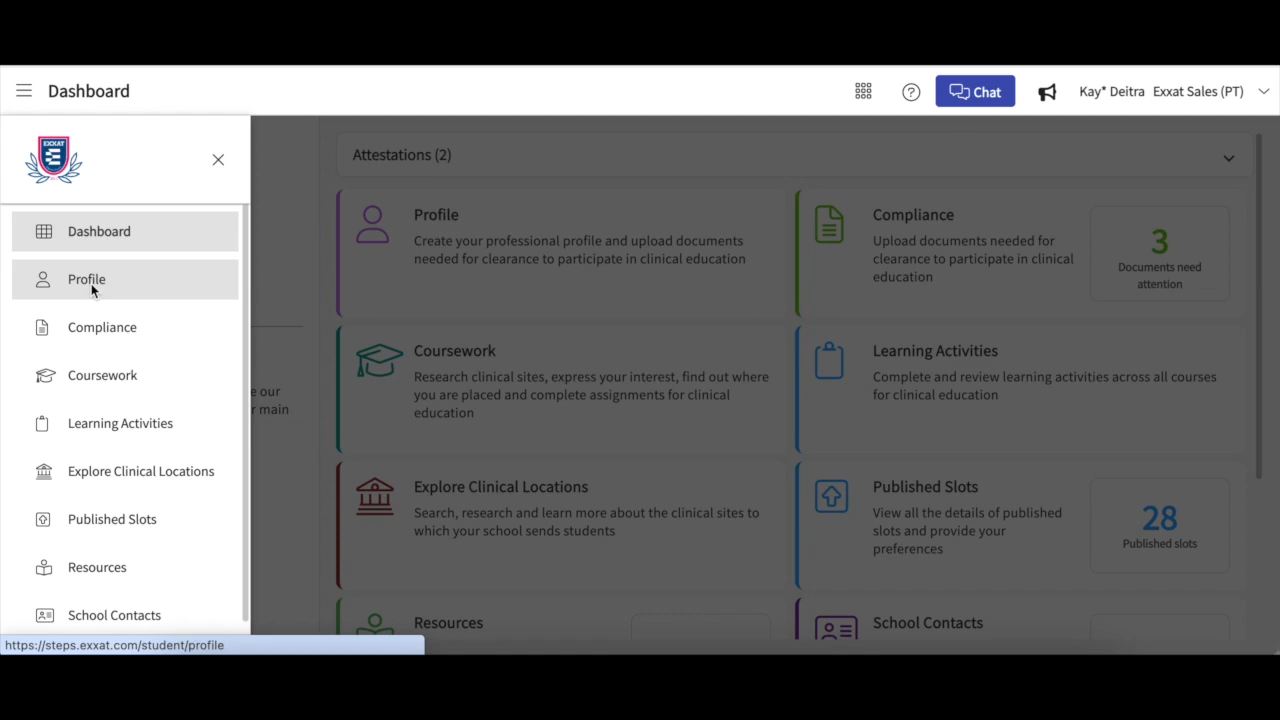 Dashboard
Chat
Kay* Deitra Exxat Sales (PT)
EXXAT
Dashboard
Profile
Compliance
Coursework
Learning Activities
Explore Clinical Locations
Published Slots
Resources
School Contacts
https://steps.exxat.com/student/profile
e our
r main
Attestations (2)
Profile
Create your professional profile and upload documents
needed for clearance to participate in clinical education
Compliance
Upload documents needed for
clearance to participate in clinical
education
3
Documents need
attention
Coursework
Research clinical sites, express your interest, find out where
you are placed and complete assignments for clinical
education
Learning Activities
Complete and review learning activities across all courses
for clinical education
Explore Clinical Locations
Search, research and learn more about the clinical sites to
which your school sends students
Published Slots
View all the details of published
slots and provide your
preferences
28
Published slots
Resources
School Contacts